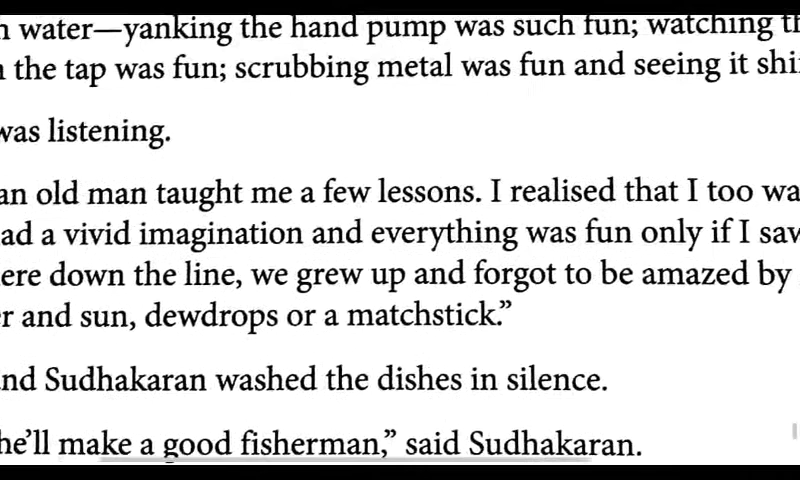 water—yanking the hand pump was such fun; watching
the tap was fun; scrubbing metal was fun and seeing it
was listening.
an old man taught me a few lessons. I realised that I too
a vivid imagination and everything was fun only if I
down the line, we grew up and forgot to be amazed by
and sun, dewdrops or a matchstick.”
Sudhakaran washed the dishes in silence.
he’ll make a good fisherman,” said Sudhakaran.